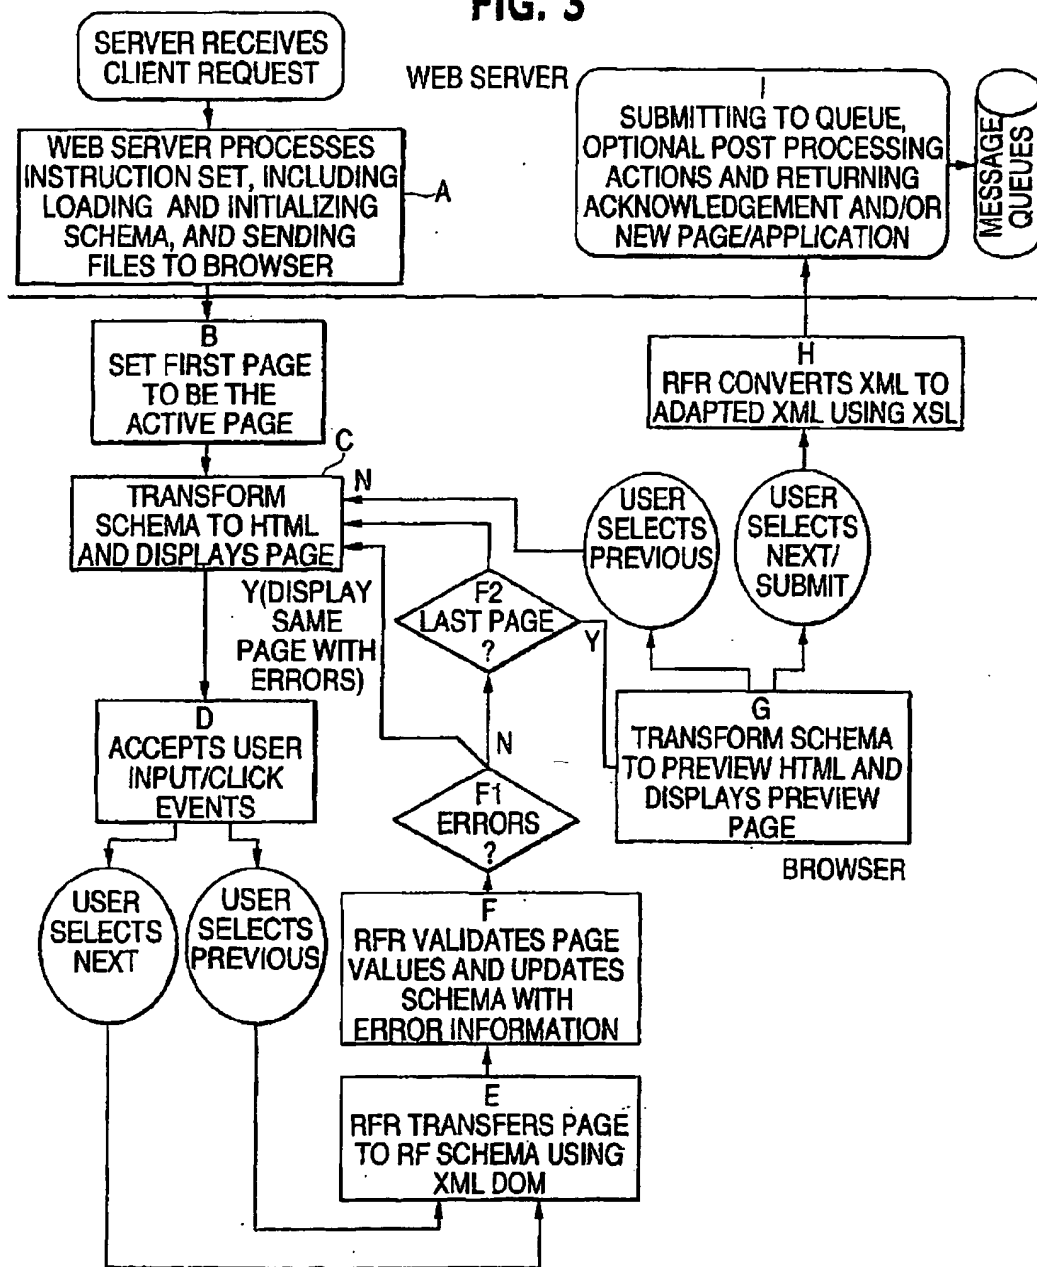 FIG. 3
SERVER RECEIVES
CLIENT REQUEST
WEB SERVER PROCESSES
INSTRUCTION SET, INCLUDING
LOADING AND INITIALIZING
SCHEMA, AND SENDING
FILES TO BROWSER
A
WEB SERVER
I
SUBMITTING TO QUEUE,
OPTIONAL POST PROCESSING
ACTIONS AND RETURNING
ACKNOWLEDGEMENT AND/OR
NEW PAGE/APPLICATION
MESSAGE
QUEUES
B
SET FIRST PAGE
TO BE THE
ACTIVE PAGE
H
RFR CONVERTS XML TO
ADAPTED XML USING XSL
C
TRANSFORM
SCHEMA TO HTML
AND DISPLAYS PAGE
N
USER
SELECTS
PREVIOUS
USER
SELECTS
NEXT/
SUBMIT
Y(DISPLAY
SAME
PAGE WITH
ERRORS)
F2
LAST PAGE
?
Y
G
TRANSFORM SCHEMA
TO PREVIEW HTML AND
DISPLAYS PREVIEW
PAGE
BROWSER
D
ACCEPTS USER
INPUT/CLICK
EVENTS
N
F1
ERRORS
?
USER
SELECTS
NEXT
USER
SELECTS
PREVIOUS
F
RFR VALIDATES PAGE
VALUES AND UPDATES
SCHEMA WITH
ERROR INFORMATION
E
RFR TRANSFERS PAGE
TO RF SCHEMA USING
XML DOM